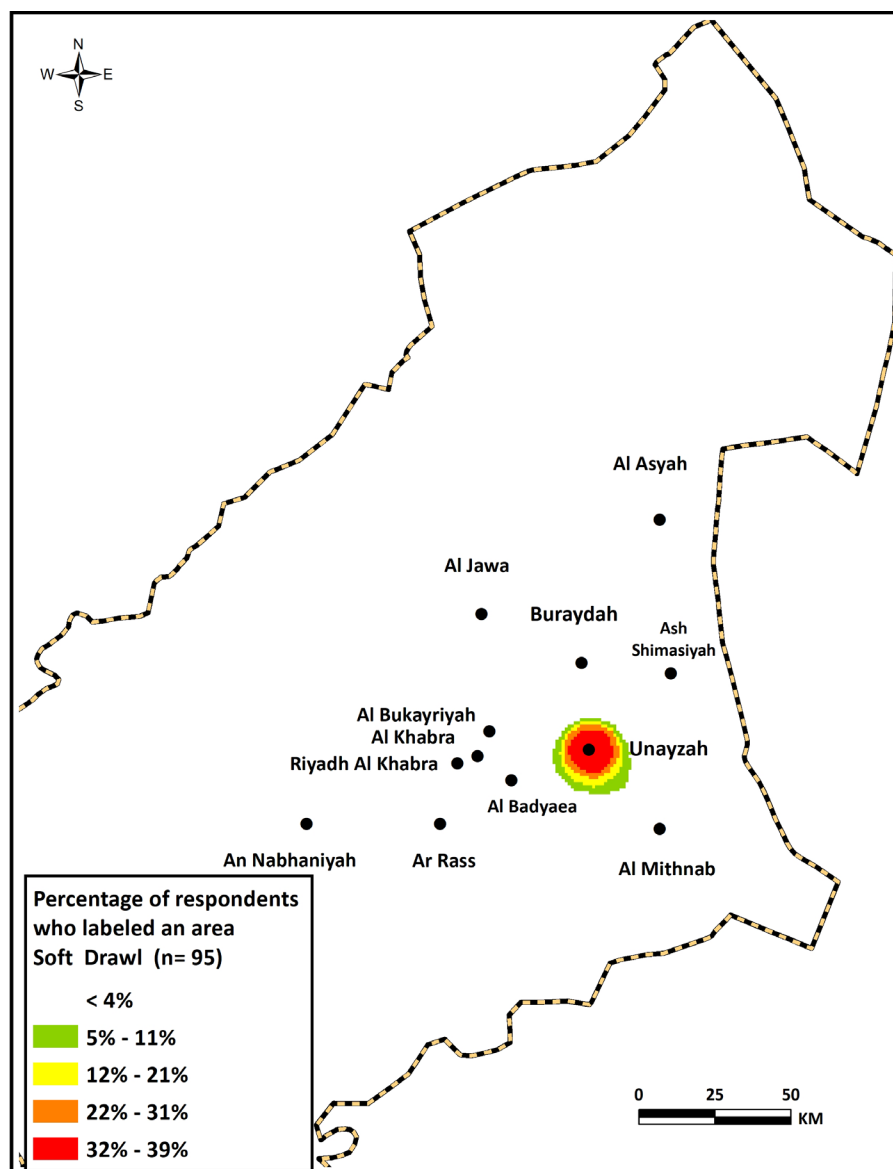 N
W E
S
Al Asyah
Al Jawa
Buraydah
Ash
Shimasiyah
Al Bukayriyah
Al Khabra
Unayzah
Riyadh Al Khabra
Al Badyaea
An Nabhaniyah
Ar Rass
Al Mithnab
Percentage of respondents
who labeled an area
Soft Drawl (n= 95)
< 4%
5% - 11%
12% - 21%
22% - 31%
32% - 39%
0 25 50
KM